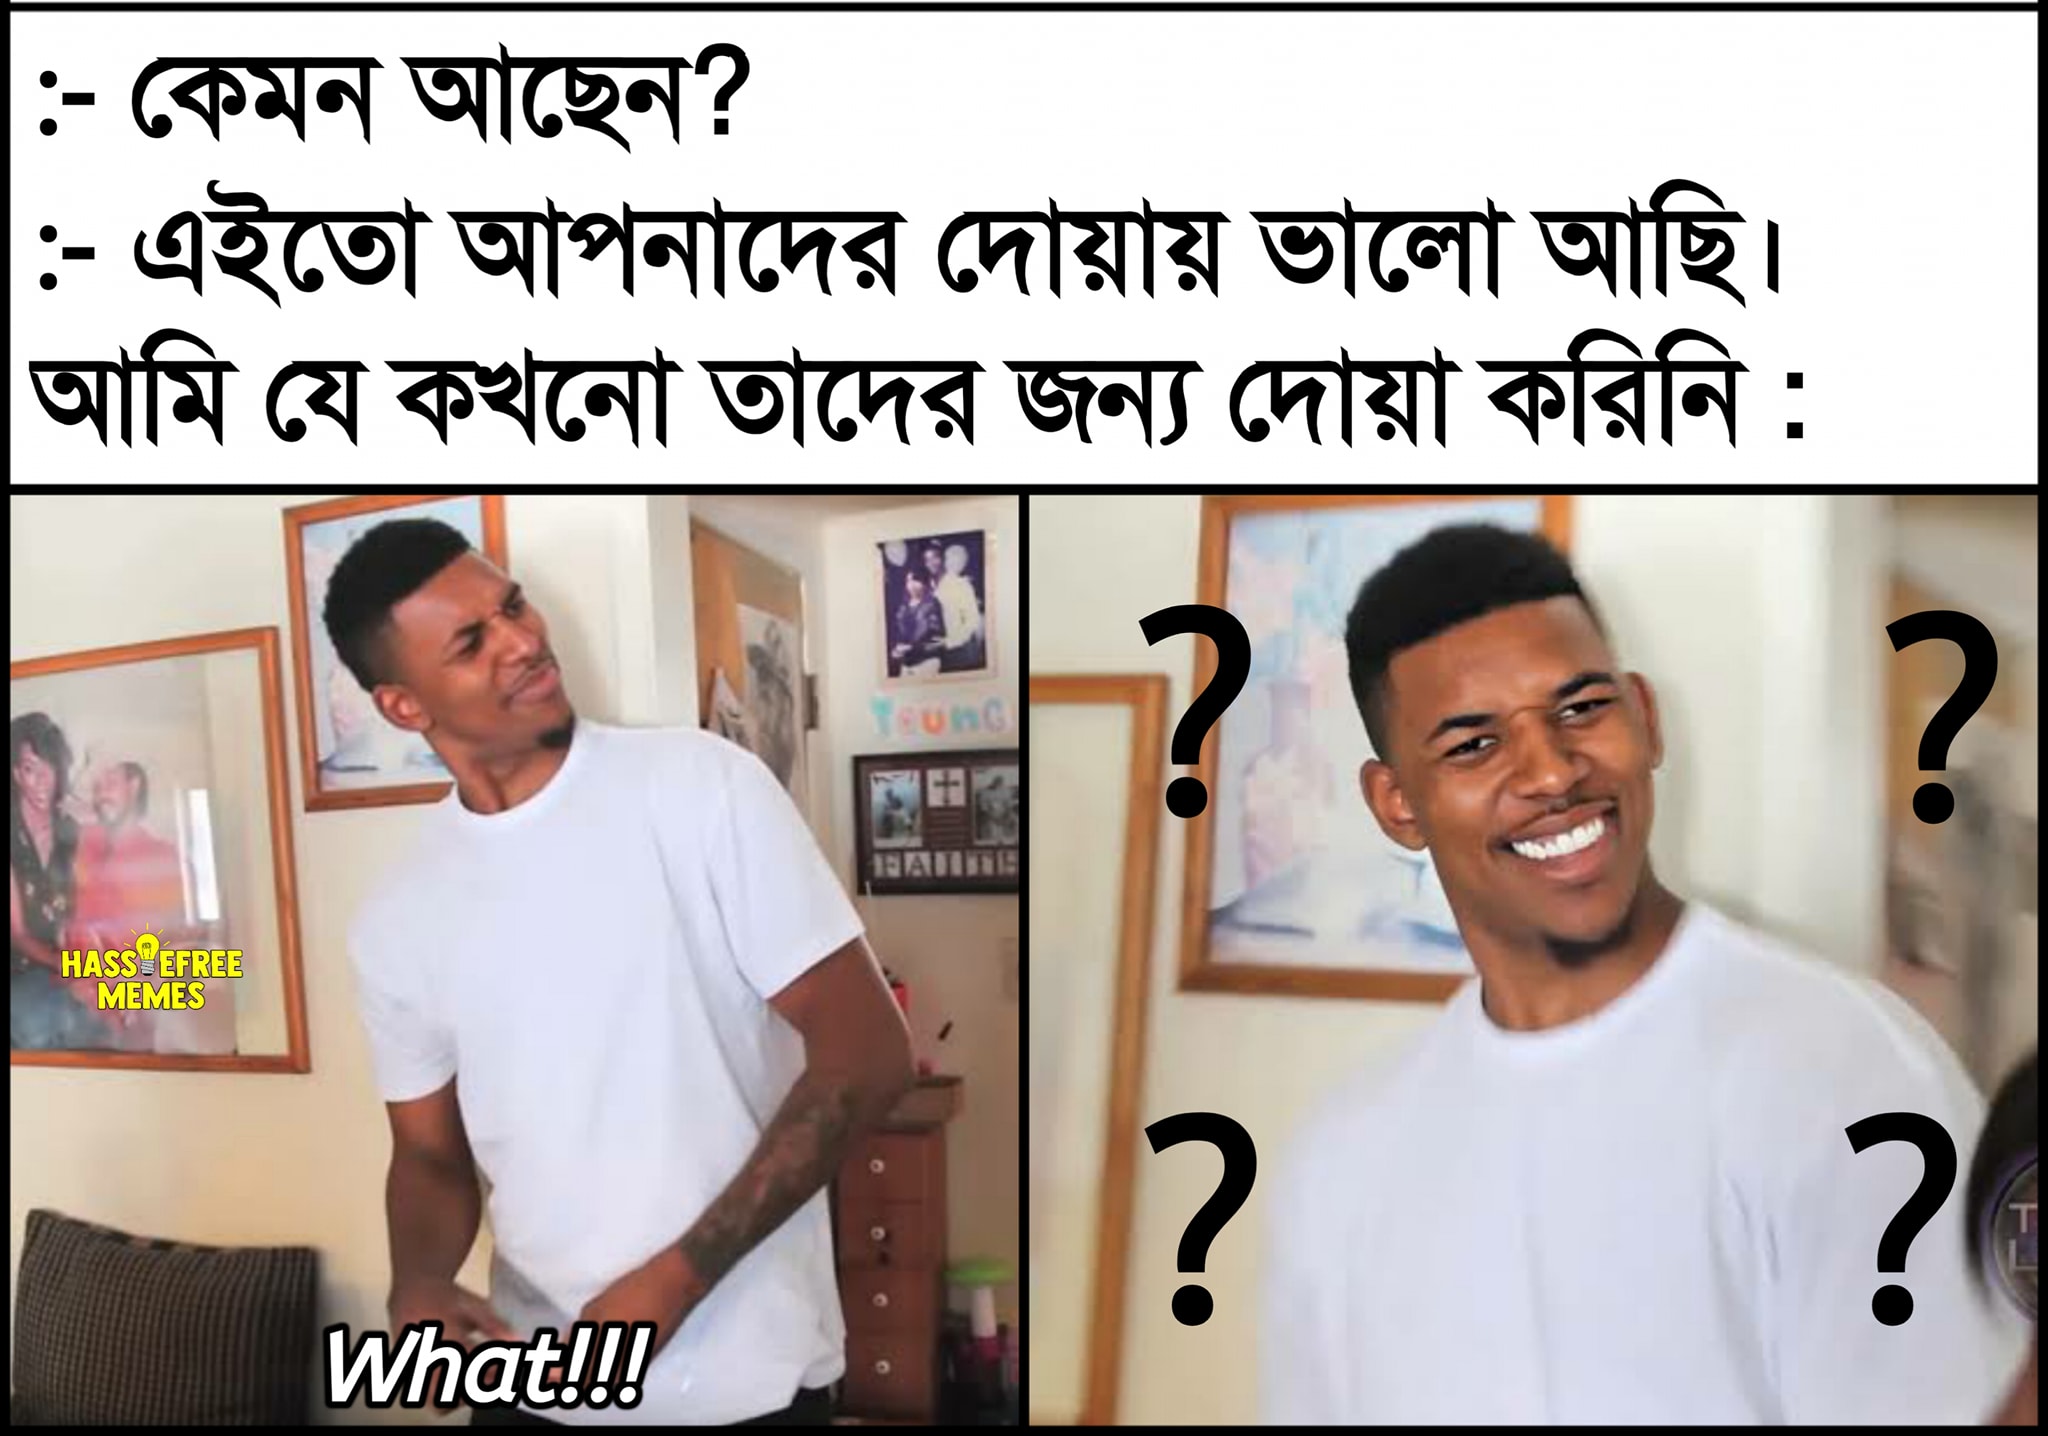 :- কেমন আছেন?
:- এইতো আপনাদের দোয়ায় ভালো আছি।
আমি যে কখনো তাদের জন্য দোয়া করিনি :
? ?
Young
FAITH
HASSLEFREE
MEMES
? ?
What!!!